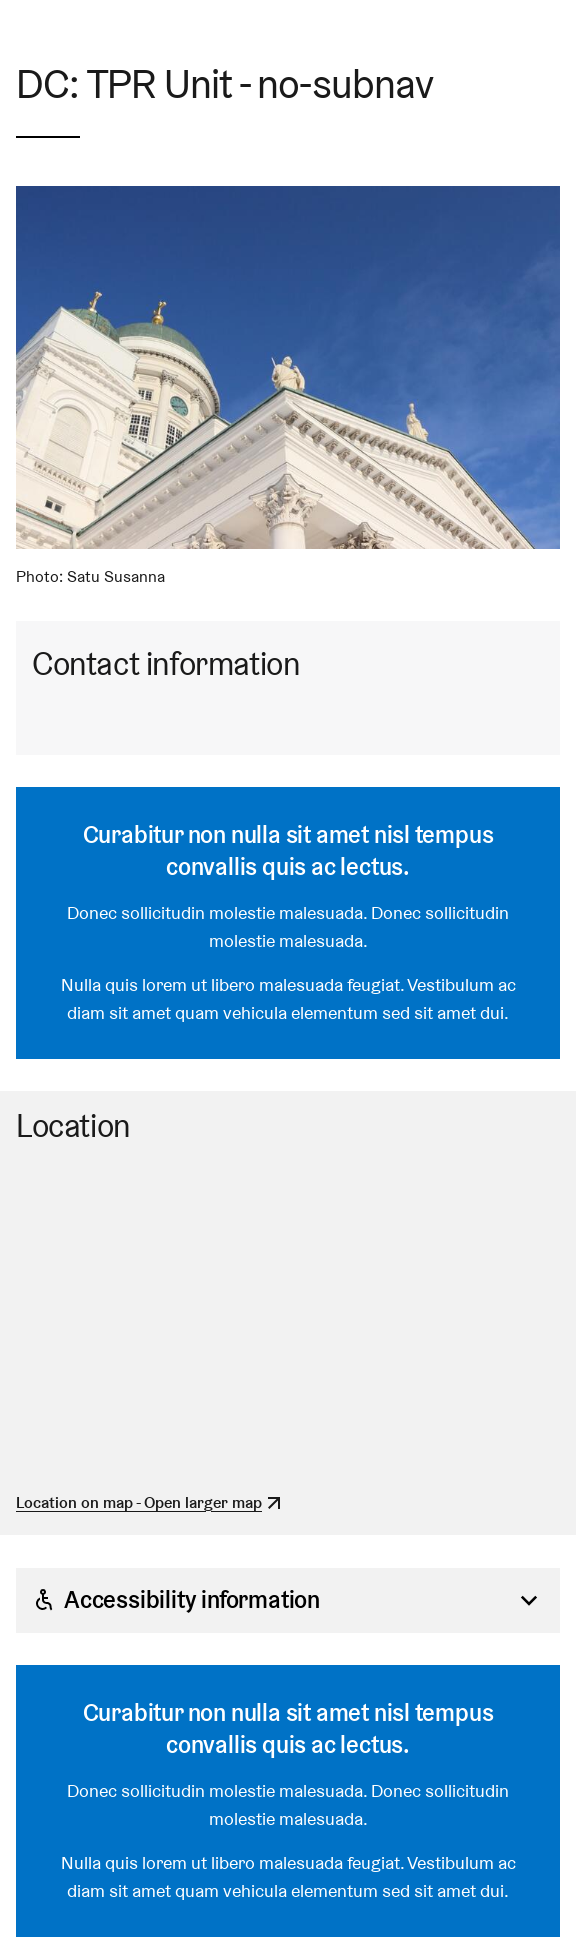 DC: TPR Unit - no-subnav
Photo: Satu Susanna
Contact information
Curabitur non nulla sit amet nisl tempus
convallis quis ac lectus.
Donec sollicitudin molestie malesuada. Donec sollicitudin
molestie malesuada.
Nulla quis lorem ut libero malesuada feugiat. Vestibulum ac
diam sit amet quam vehicula elementum sed sit amet dui.
Location
Location on map - Open larger map
Accessibility information
Curabitur non nulla sit amet nisl tempus
convallis quis ac lectus.
Donec sollicitudin molestie malesuada. Donec sollicitudin
molestie malesuada.
Nulla quis lorem ut libero malesuada feugiat. Vestibulum ac
diam sit amet quam vehicula elementum sed sit amet dui.